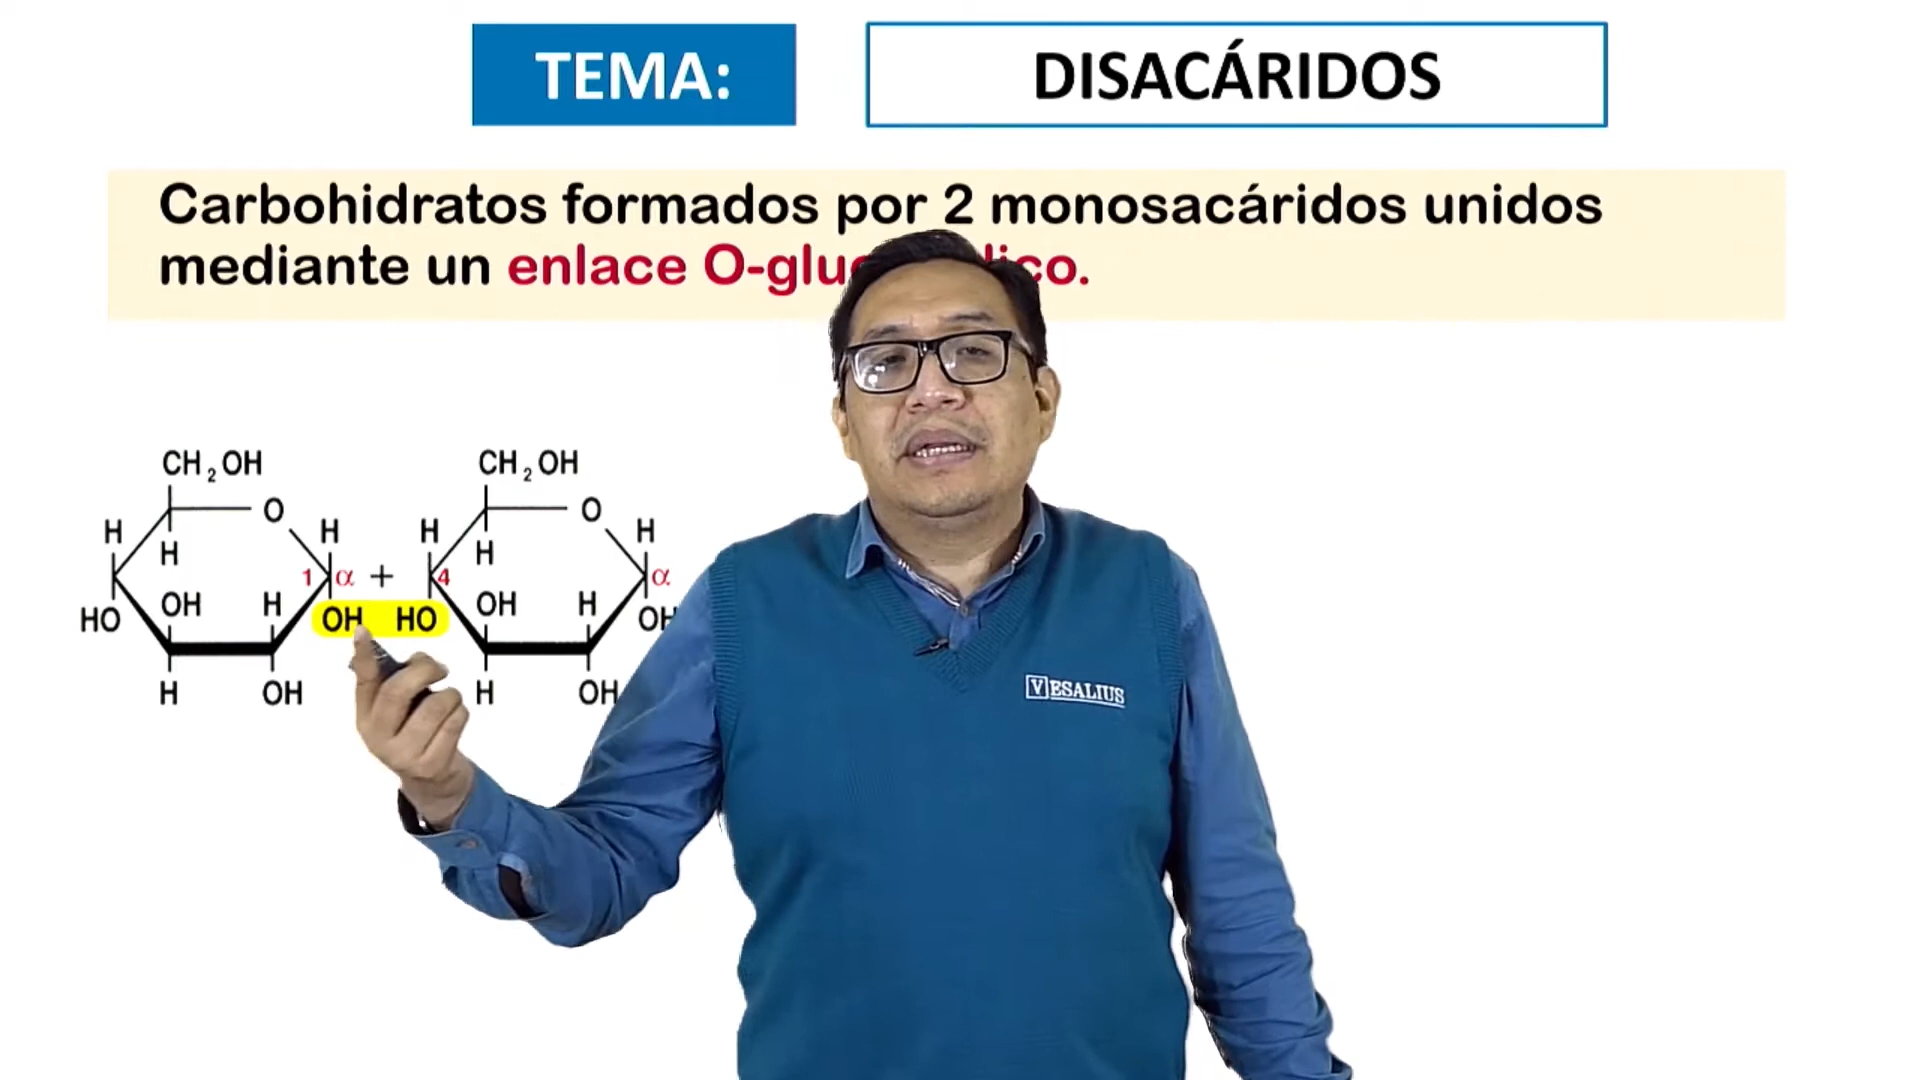 TEMA:
DISACÁRIDOS
Carbohidratos formados por 2 monosacáridos unidos
mediante un enlace
CH2OH CH2OH
O O
H H H H
H H
1 α + 4 α
HO OH H OH HO OH H OH
H OH H OH
VESALIUS